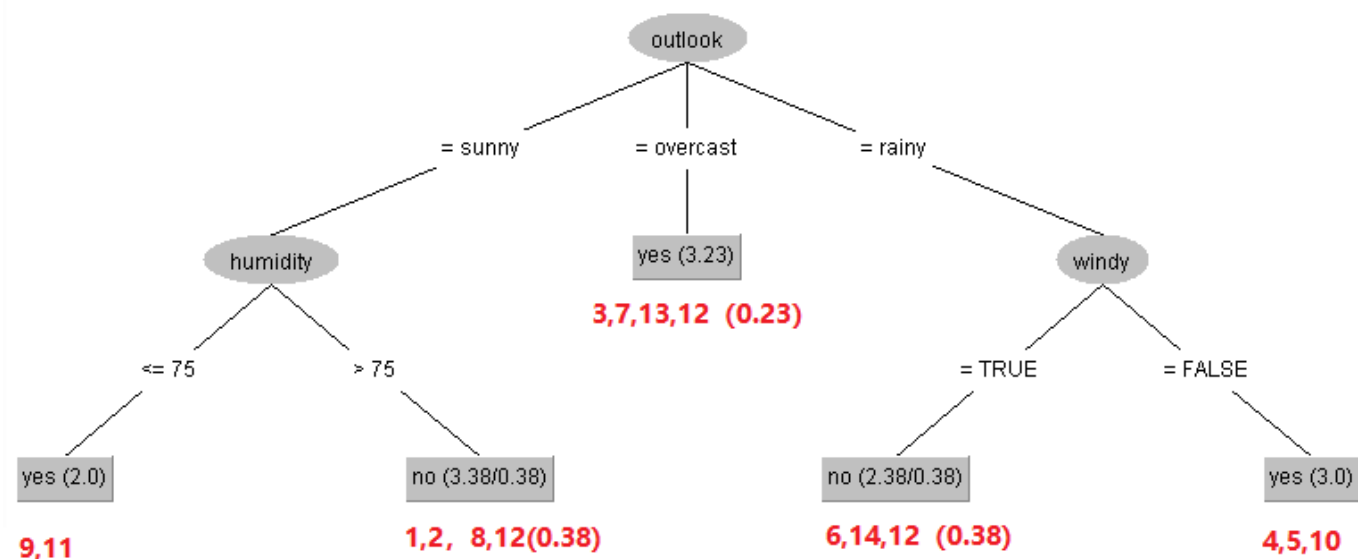 outlook
= sunny
= overcast
= rainy
humidity
yes (3.23)
windy
3,7,13,12 (0.23)
<= 75
> 75
= TRUE
= FALSE
yes (2.0)
no (3.38/0.38)
no (2.38/0.38)
yes (3.0)
9,11
1,2, 8,12(0.38)
6,14,12 (0.38)
4,5,10